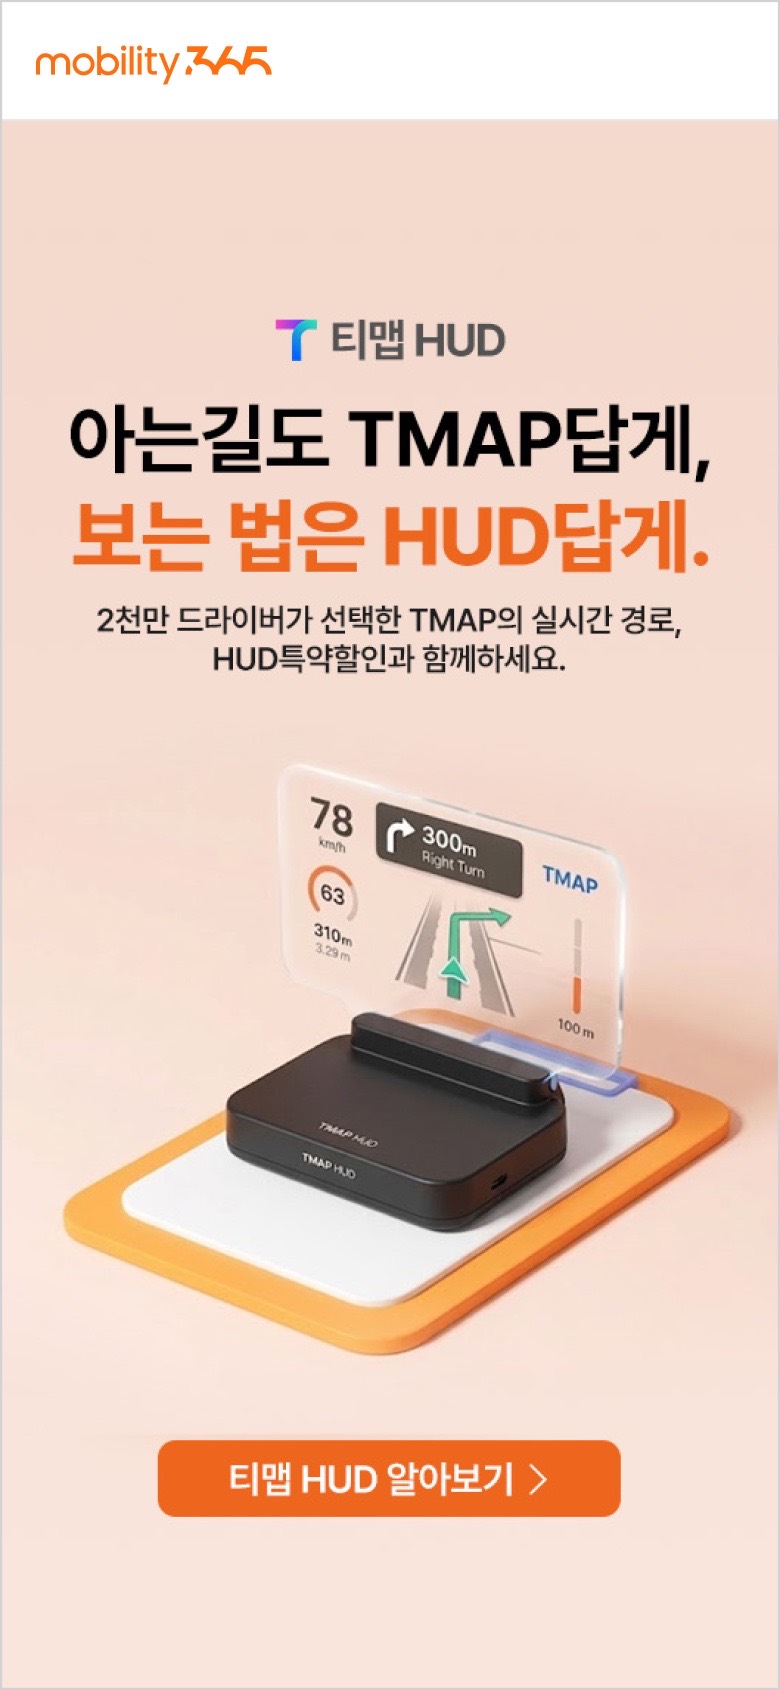 mobility 365
티맵 HUD
아는길도 TMAP답게,
보는 법은 HUD답게.
2천만 드라이버가 선택한 TMAP의 실시간 경로,
HUD특약할인과 함께하세요.
78
km/h
300m
Right Turn
TMAP
63
310m
3.29 m
100 m
TMAP HUD
TMAP HUD
티맵 HUD 알아보기 >